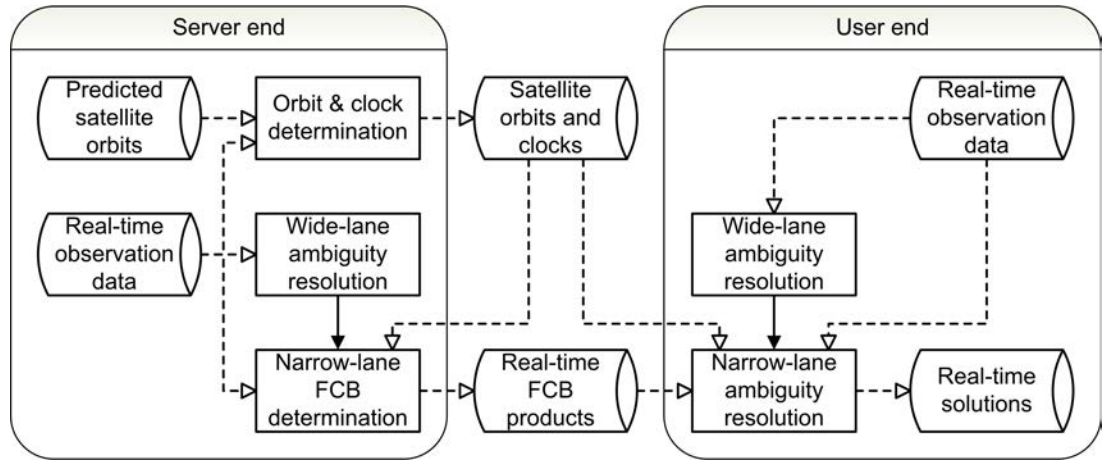 Server end
User end
Predicted
satellite
orbits
Orbit & clock
determination
Satellite
orbits and
clocks
Real-time
observation
data
Real-time
observation
data
Wide-lane
ambiguity
resolution
Wide-lane
ambiguity
resolution
Narrow-lane
FCB
determination
Real-time
FCB
products
Narrow-lane
ambiguity
resolution
Real-time
solutions